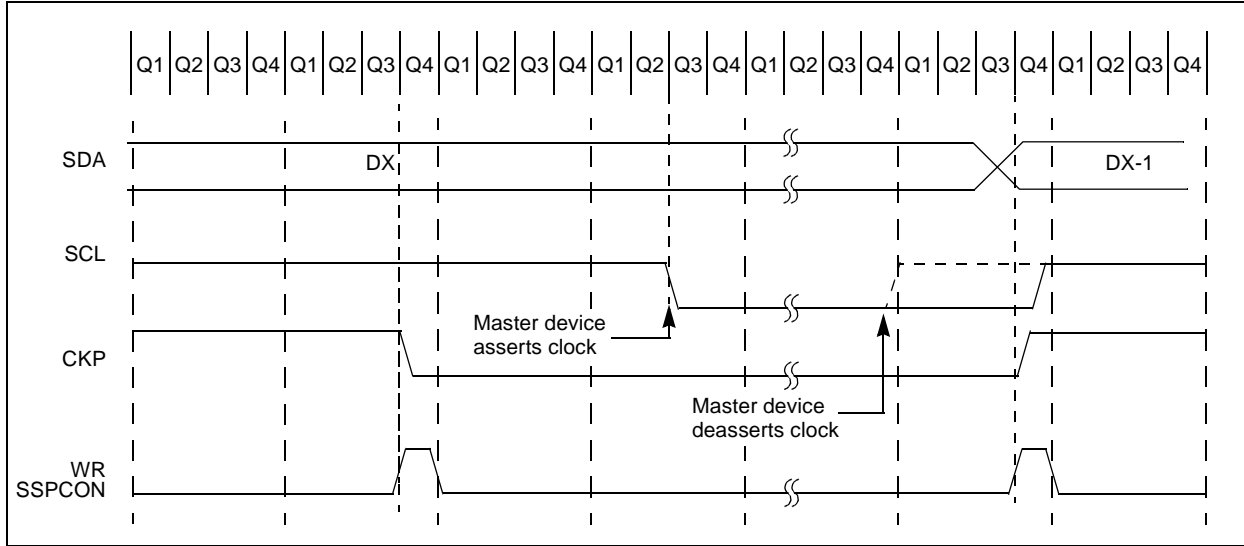 Q1 Q2 Q3 Q4 Q1 Q2 Q3 Q4 Q1 Q2 Q3 Q4 Q1 Q2 Q3 Q4 Q1 Q2 Q3 Q4 Q1 Q2 Q3 Q4 Q1 Q2 Q3 Q4
SDA
DX
DX-1
SCL
Master device
asserts clock
CKP
Master device
deasserts clock
WR
SSPCON